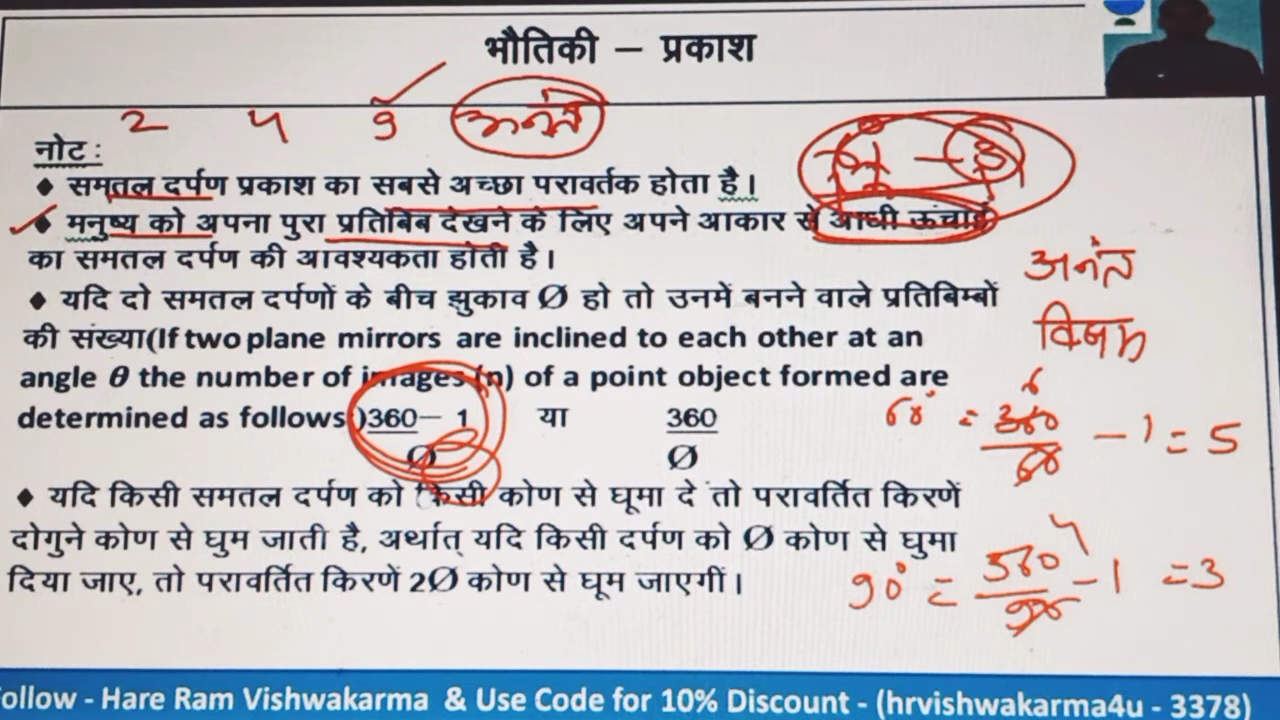 भौतिकी – प्रकाश
2 4 9 अनंत
नोट :
♦ समतल दर्पण प्रकाश का सबसे अच्छा परावर्तक होता है।
♦ मनुष्य को अपना पुरा प्रतिबिंब देखने के लिए अपने आकार से आधी ऊंचाई
का समतल दर्पण की आवश्यकता होती है।
अनंत
♦ यदि दो समतल दर्पणों के बीच झुकाव Ø हो तो उनमें बनने वाले प्रतिबिम्बों
की संख्या(If two plane mirrors are inclined to each other at an
angle θ the number of images (n) of a point object formed are
determined as follows )360 – 1 या 360
Ø Ø
60° = 360/60 – 1 = 5
♦ यदि किसी समतल दर्पण को किसी कोण से घूमा दे तो परावर्तित किरणें
दोगुने कोण से घुम जाती है, अर्थात् यदि किसी दर्पण को Ø कोण से घुमा
दिया जाए, तो परावर्तित किरणें 2Ø कोण से घूम जाएगीं।
90° = 360/90 – 1 = 3
ollow - Hare Ram Vishwakarma & Use Code for 10% Discount - (hrvishwakarma4u - 3378)